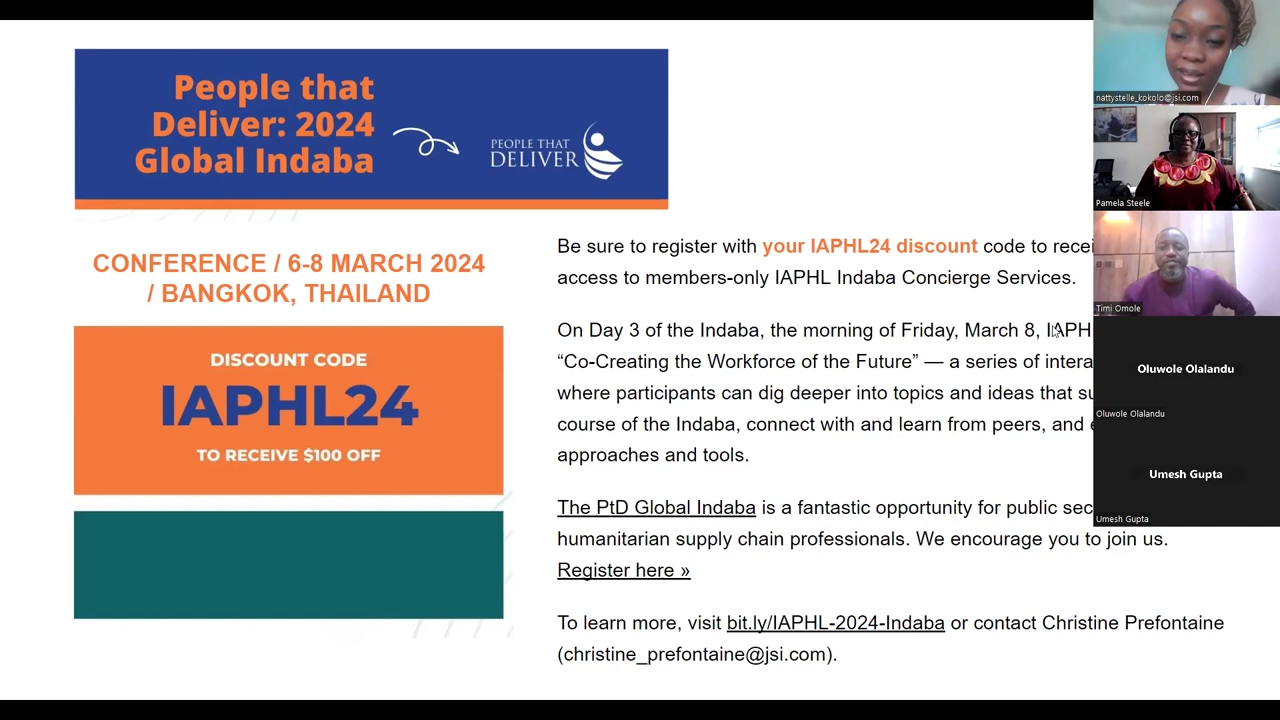 People that
Deliver: 2024
Global Indaba
PEOPLE THAT
DELIVER
CONFERENCE / 6-8 MARCH 2024
/ BANGKOK, THAILAND
DISCOUNT CODE
IAPHL24
TO RECEIVE $100 OFF
Be sure to register with your IAPHL24 discount code to recei
access to members-only IAPHL Indaba Concierge Services.
On Day 3 of the Indaba, the morning of Friday, March 8, IAPH
“Co-Creating the Workforce of the Future” — a series of intera
where participants can dig deeper into topics and ideas that su
course of the Indaba, connect with and learn from peers, and e
approaches and tools.
The PtD Global Indaba is a fantastic opportunity for public sec
humanitarian supply chain professionals. We encourage you to join us.
Register here »
To learn more, visit bit.ly/IAPHL-2024-Indaba or contact Christine Prefontaine
(christine_prefontaine@jsi.com).
nattystelle_kokolo@jsi.com
Pamela Steele
Timi Omole
Oluwole Olalandu
Oluwole Olalandu
Umesh Gupta
Umesh Gupta